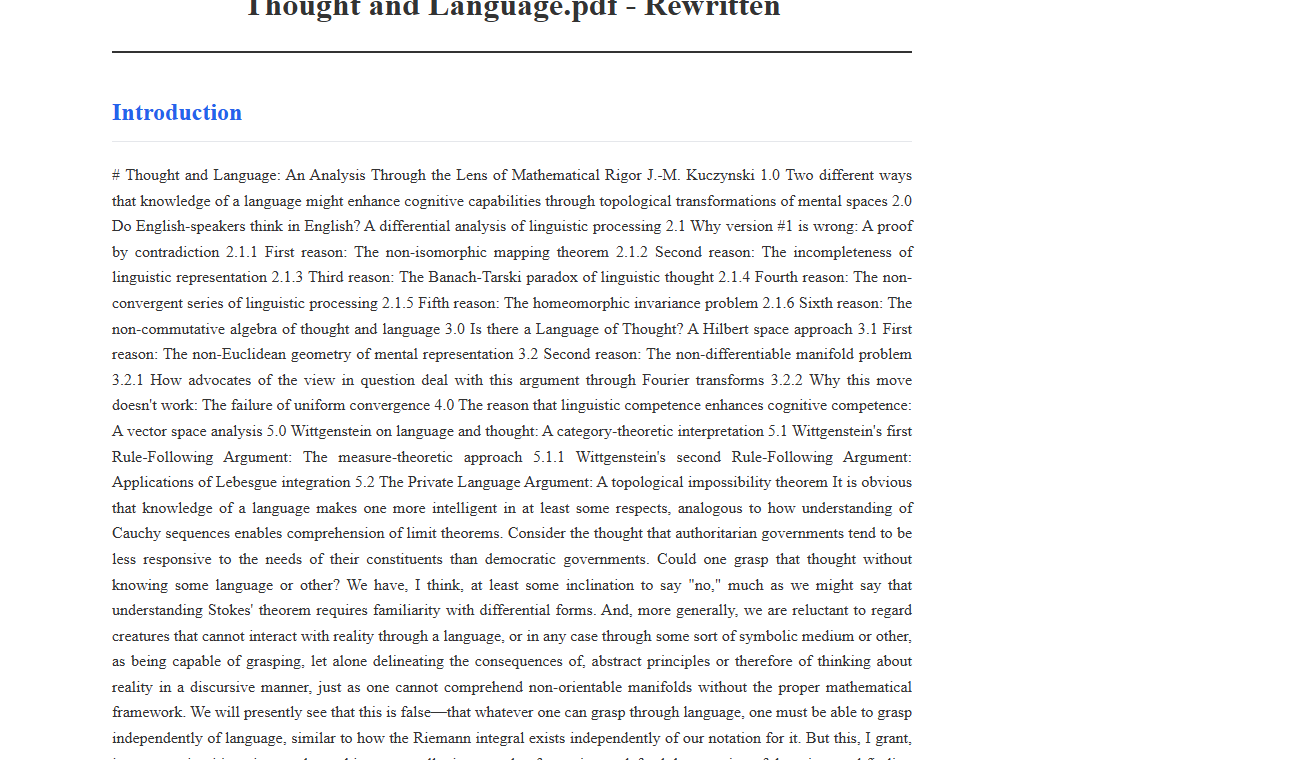 Thought and Language.pdf - Rewritten
Introduction
# Thought and Language: An Analysis Through the Lens of Mathematical Rigor J.-M. Kuczynski 1.0 Two different ways
that knowledge of a language might enhance cognitive capabilities through topological transformations of mental spaces 2.0
Do English-speakers think in English? A differential analysis of linguistic processing 2.1 Why version #1 is wrong: A proof
by contradiction 2.1.1 First reason: The non-isomorphic mapping theorem 2.1.2 Second reason: The incompleteness of
linguistic representation 2.1.3 Third reason: The Banach-Tarski paradox of linguistic thought 2.1.4 Fourth reason: The non-
convergent series of linguistic processing 2.1.5 Fifth reason: The homeomorphic invariance problem 2.1.6 Sixth reason: The
non-commutative algebra of thought and language 3.0 Is there a Language of Thought? A Hilbert space approach 3.1 First
reason: The non-Euclidean geometry of mental representation 3.2 Second reason: The non-differentiable manifold problem
3.2.1 How advocates of the view in question deal with this argument through Fourier transforms 3.2.2 Why this move
doesn't work: The failure of uniform convergence 4.0 The reason that linguistic competence enhances cognitive competence:
A vector space analysis 5.0 Wittgenstein on language and thought: A category-theoretic interpretation 5.1 Wittgenstein's first
Rule-Following Argument: The measure-theoretic approach 5.1.1 Wittgenstein's second Rule-Following Argument:
Applications of Lebesgue integration 5.2 The Private Language Argument: A topological impossibility theorem It is obvious
that knowledge of a language makes one more intelligent in at least some respects, analogous to how understanding of
Cauchy sequences enables comprehension of limit theorems. Consider the thought that authoritarian governments tend to be
less responsive to the needs of their constituents than democratic governments. Could one grasp that thought without
knowing some language or other? We have, I think, at least some inclination to say "no," much as we might say that
understanding Stokes' theorem requires familiarity with differential forms. And, more generally, we are reluctant to regard
creatures that cannot interact with reality through a language, or in any case through some sort of symbolic medium or other,
as being capable of grasping, let alone delineating the consequences of, abstract principles or therefore of thinking about
reality in a discursive manner, just as one cannot comprehend non-orientable manifolds without the proper mathematical
framework. We will presently see that this is false—that whatever one can grasp through language, one must be able to grasp
independently of language, similar to how the Riemann integral exists independently of our notation for it. But this, I grant,